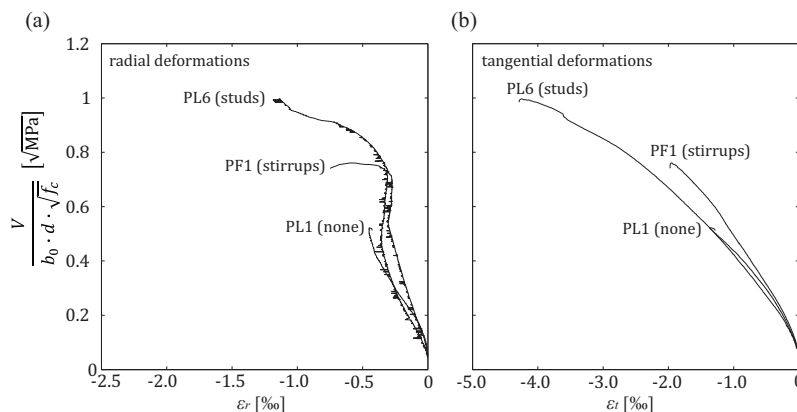 (a)
(b)
V
b₀ · d · √f_c
[√MPa]
1.2
1
0.8
0.6
0.4
0.2
0
radial deformations
PL6 (studs)
PF1 (stirrups)
PL1 (none)
-2.5 -2.0 -1.5 -1.0 -0.5 0
εr [‰]
tangential deformations
PL6 (studs)
PF1 (stirrups)
PL1 (none)
-5.0 -4.0 -3.0 -2.0 -1.0 0
εt [‰]